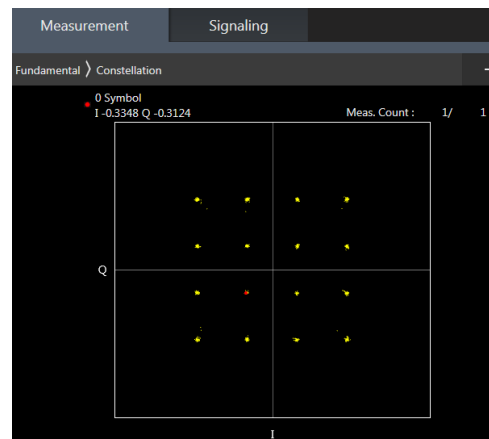 Measurement Signaling
Fundamental 〉 Constellation
0 Symbol
I -0.3348 Q -0.3124 Meas. Count : 1/ 1
Q
I